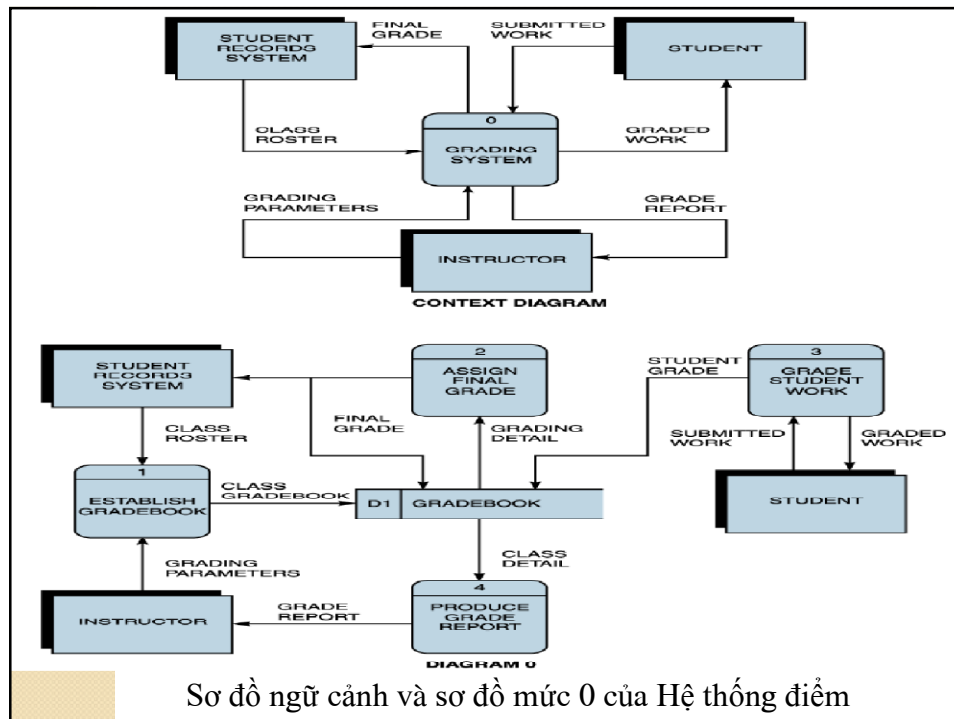 STUDENT
RECORDS
SYSTEM
FINAL
GRADE
SUBMITTED
WORK
STUDENT
CLASS
ROSTER
0
GRADING
SYSTEM
GRADED
WORK
GRADING
PARAMETERS
GRADE
REPORT
INSTRUCTOR
CONTEXT DIAGRAM
STUDENT
RECORDS
SYSTEM
2
ASSIGN
FINAL
GRADE
STUDENT
GRADE
3
GRADE
STUDENT
WORK
CLASS
ROSTER
FINAL
GRADE
GRADING
DETAIL
SUBMITTED
WORK
GRADED
WORK
1
ESTABLISH
GRADEBOOK
CLASS
GRADEBOOK
D1 GRADEBOOK
STUDENT
GRADING
PARAMETERS
CLASS
DETAIL
INSTRUCTOR
GRADE
REPORT
4
PRODUCE
GRADE
REPORT
DIAGRAM 0
Sơ đồ ngữ cảnh và sơ đồ mức 0 của Hệ thống điểm